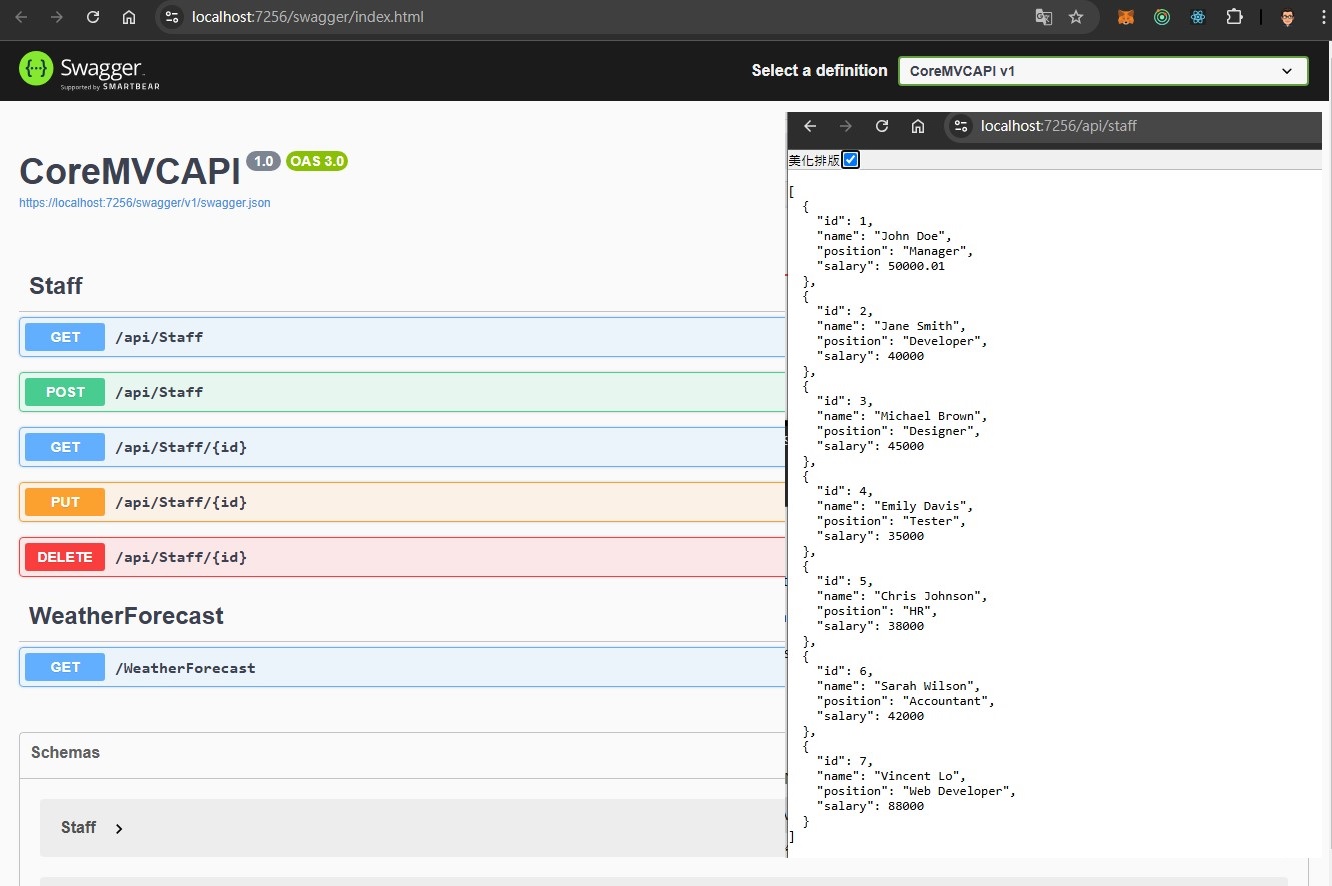 localhost:7256/swagger/index.html
Swagger
Supported by SMARTBEAR
Select a definition
CoreMVCAPI v1
CoreMVCAPI 1.0 OAS 3.0
https://localhost:7256/swagger/v1/swagger.json
Staff
GET /api/Staff
POST /api/Staff
GET /api/Staff/{id}
PUT /api/Staff/{id}
DELETE /api/Staff/{id}
WeatherForecast
GET /WeatherForecast
Schemas
Staff
localhost:7256/api/staff
美化排版
[
{
"id": 1,
"name": "John Doe",
"position": "Manager",
"salary": 50000.01
},
{
"id": 2,
"name": "Jane Smith",
"position": "Developer",
"salary": 40000
},
{
"id": 3,
"name": "Michael Brown",
"position": "Designer",
"salary": 45000
},
{
"id": 4,
"name": "Emily Davis",
"position": "Tester",
"salary": 35000
},
{
"id": 5,
"name": "Chris Johnson",
"position": "HR",
"salary": 38000
},
{
"id": 6,
"name": "Sarah Wilson",
"position": "Accountant",
"salary": 42000
},
{
"id": 7,
"name": "Vincent Lo",
"position": "Web Developer",
"salary": 88000
}
]